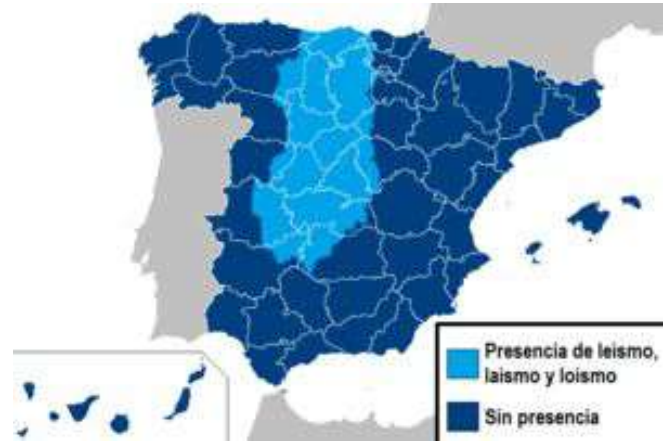 Presencia de leismo,
laismo y loismo
Sin presencia